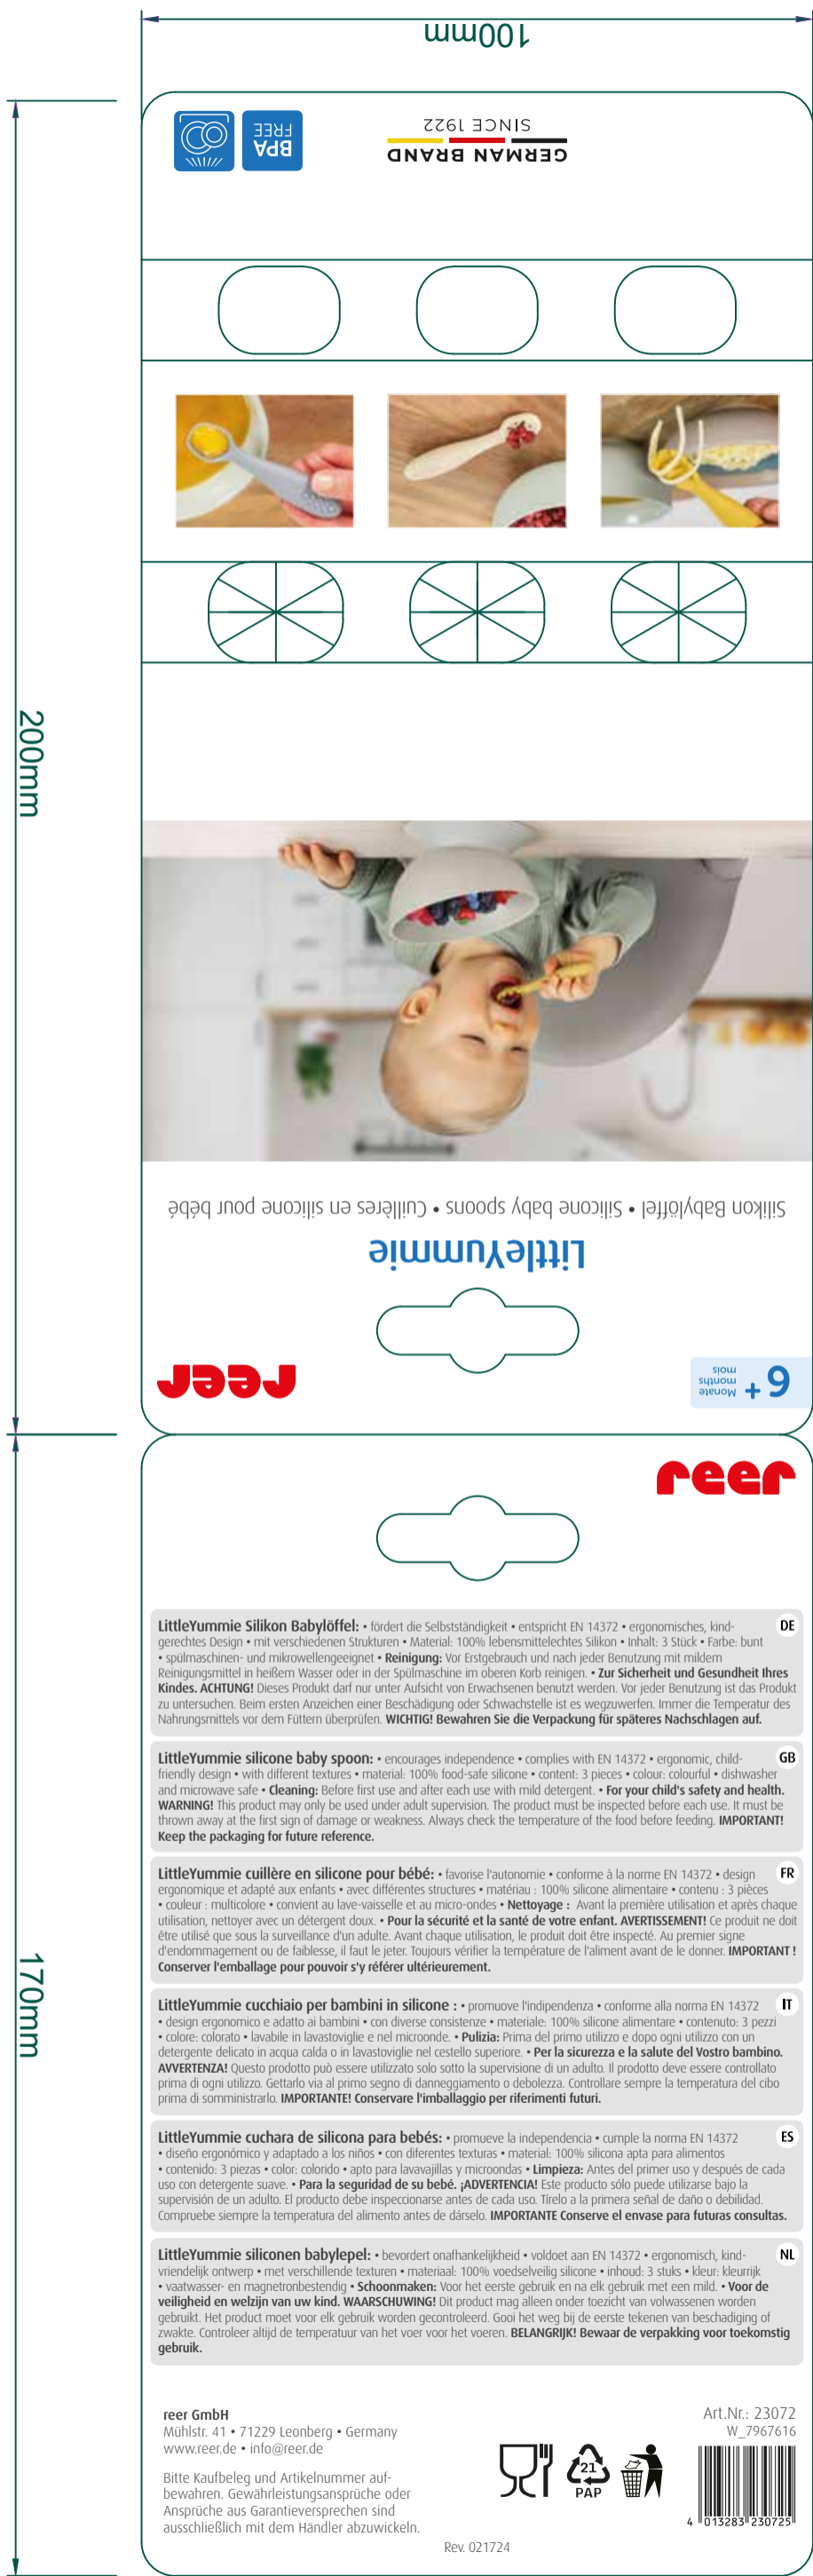 100mm
BPA
FREE
GERMAN BRAND
SINCE 1922
200mm
Silikon Babylöffel • Silicone baby spoons • Cuillères en silicone pour bébé
LittleYummie
reer
6+
Monate
months
mois
170mm
reer
LittleYummie Silikon Babylöffel: • fördert die Selbstständigkeit • entspricht EN 14372 • ergonomisches, kind-
DE
gerechtes Design • mit verschiedenen Strukturen • Material: 100% lebensmittelechtes Silikon • Inhalt: 3 Stück • Farbe: bunt
• spülmaschinen- und mikrowellengeeignet • Reinigung: Vor Erstgebrauch und nach jeder Benutzung mit mildem
Reinigungsmittel in heißem Wasser oder in der Spülmaschine im oberen Korb reinigen. • Zur Sicherheit und Gesundheit Ihres
Kindes. ACHTUNG! Dieses Produkt darf nur unter Aufsicht von Erwachsenen benutzt werden. Vor jeder Benutzung ist das Produkt
zu untersuchen. Beim ersten Anzeichen einer Beschädigung oder Schwachstelle ist es wegzuwerfen. Immer die Temperatur des
Nahrungsmittels vor dem Füttern überprüfen. WICHTIG! Bewahren Sie die Verpackung für späteres Nachschlagen auf.
LittleYummie silicone baby spoon: • encourages independence • complies with EN 14372 • ergonomic, child-
GB
friendly design • with different textures • material: 100% food-safe silicone • content: 3 pieces • colour: colourful • dishwasher
and microwave safe • Cleaning: Before first use and after each use with mild detergent. • For your child's safety and health.
WARNING! This product may only be used under adult supervision. The product must be inspected before each use. It must be
thrown away at the first sign of damage or weakness. Always check the temperature of the food before feeding. IMPORTANT!
Keep the packaging for future reference.
LittleYummie cuillère en silicone pour bébé: • favorise l'autonomie • conforme à la norme EN 14372 • design
FR
ergonomique et adapté aux enfants • avec différentes structures • matériau : 100% silicone alimentaire • contenu : 3 pièces
• couleur : multicolore • convient au lave-vaisselle et au micro-ondes • Nettoyage : Avant la première utilisation et après chaque
utilisation, nettoyer avec un détergent doux. • Pour la sécurité et la santé de votre enfant. AVERTISSEMENT! Ce produit ne doit
être utilisé que sous la surveillance d'un adulte. Avant chaque utilisation, le produit doit être inspecté. Au premier signe
d'endommagement ou de faiblesse, il faut le jeter. Toujours vérifier la température de l'aliment avant de le donner. IMPORTANT !
Conserver l'emballage pour pouvoir s'y référer ultérieurement.
LittleYummie cucchiaio per bambini in silicone : • promuove l'indipendenza • conforme alla norma EN 14372
IT
• design ergonomico e adatto ai bambini • con diverse consistenze • materiale: 100% silicone alimentare • contenuto: 3 pezzi
• colore: colorato • lavabile in lavastoviglie e nel microonde. • Pulizia: Prima del primo utilizzo e dopo ogni utilizzo con un
detergente delicato in acqua calda o in lavastoviglie nel cestello superiore. • Per la sicurezza e la salute del Vostro bambino.
AVVERTENZA! Questo prodotto può essere utilizzato solo sotto la supervisione di un adulto. Il prodotto deve essere controllato
prima di ogni utilizzo. Gettarlo via al primo segno di danneggiamento o debolezza. Controllare sempre la temperatura del cibo
prima di somministrarlo. IMPORTANTE! Conservare l'imballaggio per riferimenti futuri.
LittleYummie cuchara de silicona para bebés: • promueve la independencia • cumple la norma EN 14372
ES
• diseño ergonómico y adaptado a los niños • con diferentes texturas • material: 100% silicona apta para alimentos
• contenido: 3 piezas • color: colorido • apto para lavavajillas y microondas • Limpieza: Antes del primer uso y después de cada
uso con detergente suave. • Para la seguridad de su bebé. ¡ADVERTENCIA! Este producto sólo puede utilizarse bajo la
supervisión de un adulto. El producto debe inspeccionarse antes de cada uso. Tírelo a la primera señal de daño o debilidad.
Compruebe siempre la temperatura del alimento antes de dárselo. IMPORTANTE Conserve el envase para futuras consultas.
LittleYummie siliconen babylepel: • bevordert onafhankelijkheid • voldoet aan EN 14372 • ergonomisch, kind-
NL
vriendelijk ontwerp • met verschillende texturen • materiaal: 100% voedselveilig silicone • inhoud: 3 stuks • kleur: kleurrijk
• vaatwasser- en magnetronbestendig • Schoonmaken: Voor het eerste gebruik en na elk gebruik met een mild. • Voor de
veiligheid en welzijn van uw kind. WAARSCHUWING! Dit product mag alleen onder toezicht van volwassenen worden
gebruikt. Het product moet voor elk gebruik worden gecontroleerd. Gooi het weg bij de eerste tekenen van beschadiging of
zwakte. Controleer altijd de temperatuur van het voer voor het voeren. BELANGRIJK! Bewaar de verpakking voor toekomstig
gebruik.
reer GmbH
Mühlstr. 41 • 71229 Leonberg • Germany
www.reer.de • info@reer.de
Bitte Kaufbeleg und Artikelnummer auf-
bewahren. Gewährleistungsansprüche oder
Ansprüche aus Garantieversprechen sind
ausschließlich mit dem Händler abzuwickeln.
Art.Nr.: 23072
W_7967616
21
PAP
4 013283 230725
Rev. 021724